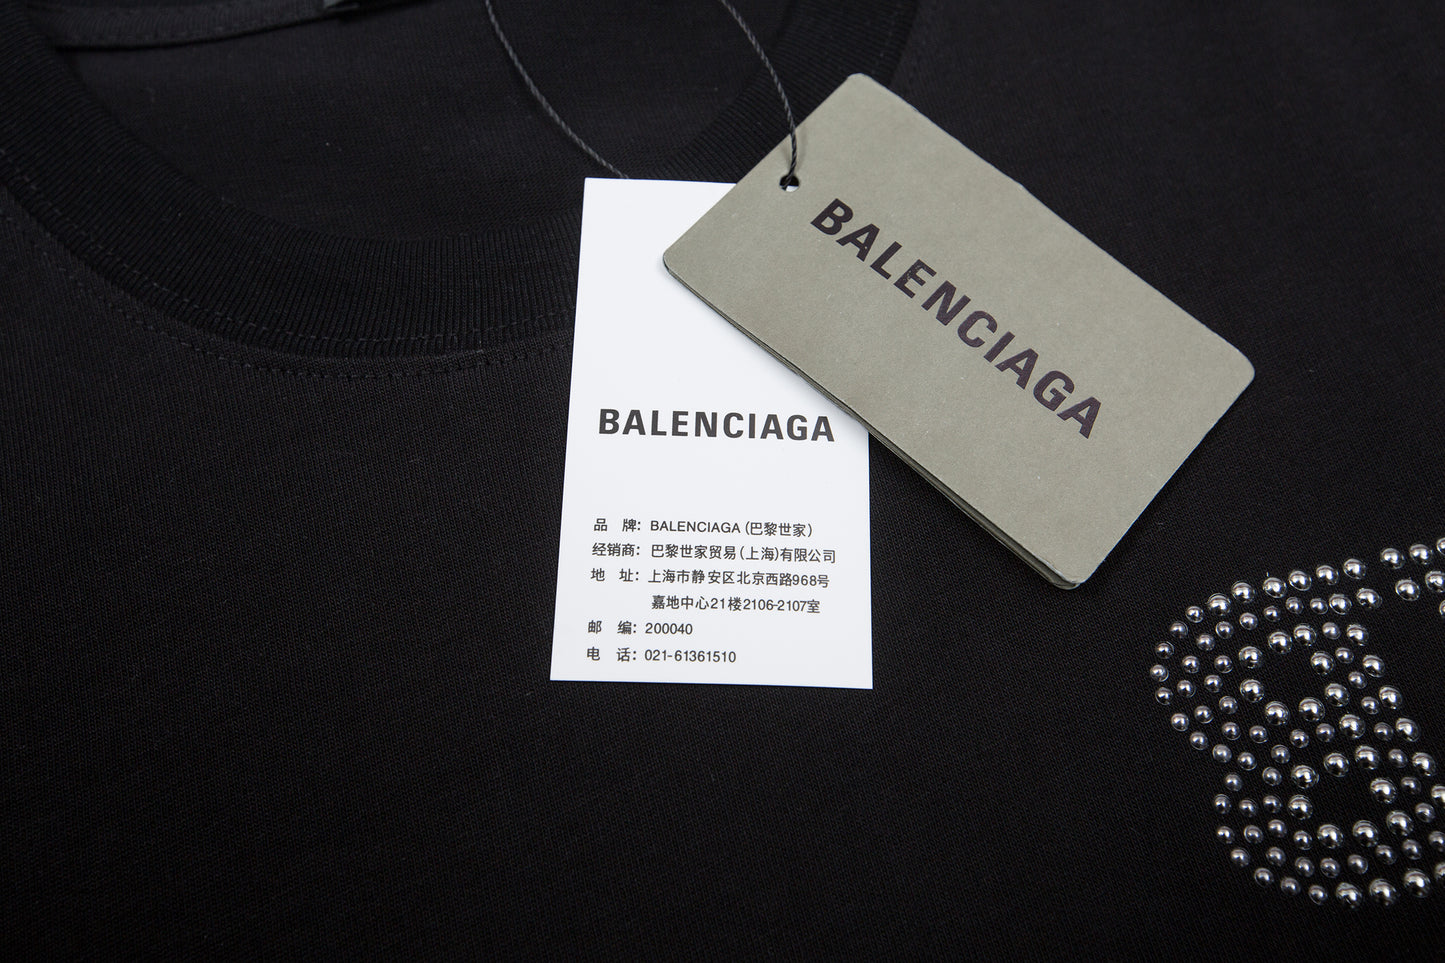 BALENCIAGA
BALENCIAGA
品 牌：BALENCIAGA (巴黎世家)
经销商：巴黎世家贸易(上海)有限公司
地 址：上海市静安区北京西路968号
嘉地中心21楼2106-2107室
邮 编：200040
电 话：021-61361510